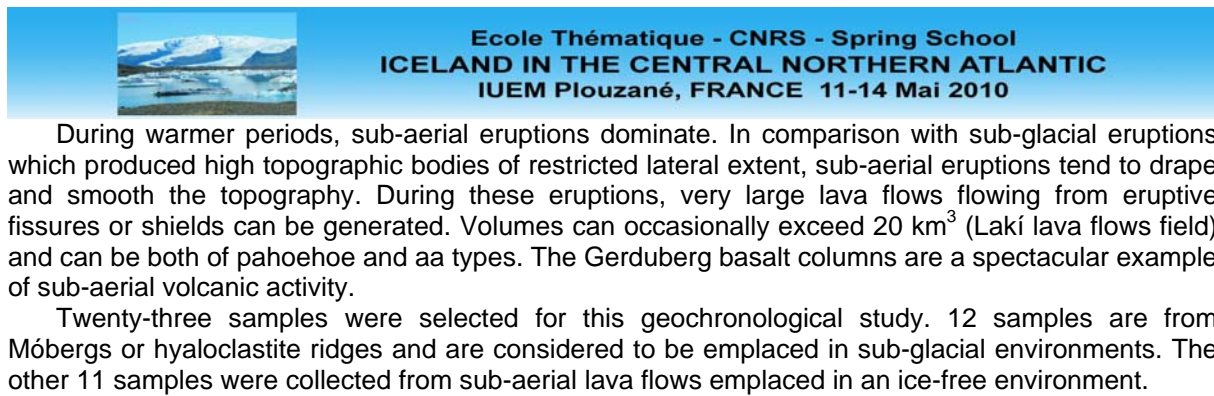 Ecole Thématique - CNRS - Spring School
ICELAND IN THE CENTRAL NORTHERN ATLANTIC
IUEM Plouzané, FRANCE 11-14 Mai 2010
During warmer periods, sub-aerial eruptions dominate. In comparison with sub-glacial eruptions
which produced high topographic bodies of restricted lateral extent, sub-aerial eruptions tend to drape
and smooth the topography. During these eruptions, very large lava flows flowing from eruptive
fissures or shields can be generated. Volumes can occasionally exceed 20 km³ (Lakí lava flows field)
and can be both of pahoehoe and aa types. The Gerduberg basalt columns are a spectacular example
of sub-aerial volcanic activity.
Twenty-three samples were selected for this geochronological study. 12 samples are from
Móbergs or hyaloclastite ridges and are considered to be emplaced in sub-glacial environments. The
other 11 samples were collected from sub-aerial lava flows emplaced in an ice-free environment.